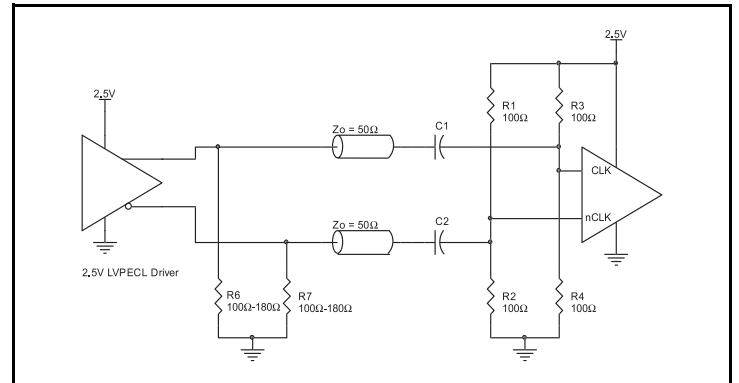 2.5V
2.5V
R1
100Ω
R3
100Ω
Zo = 50Ω
C1
CLK
Zo = 50Ω
C2
nCLK
2.5V LVPECL Driver
R6
100Ω-180Ω
R7
100Ω-180Ω
R2
100Ω
R4
100Ω